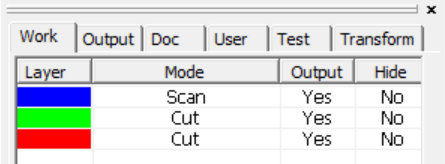 Work Output Doc User Test Transform
Layer Mode Output Hide
Scan Yes No
Cut Yes No
Cut Yes No